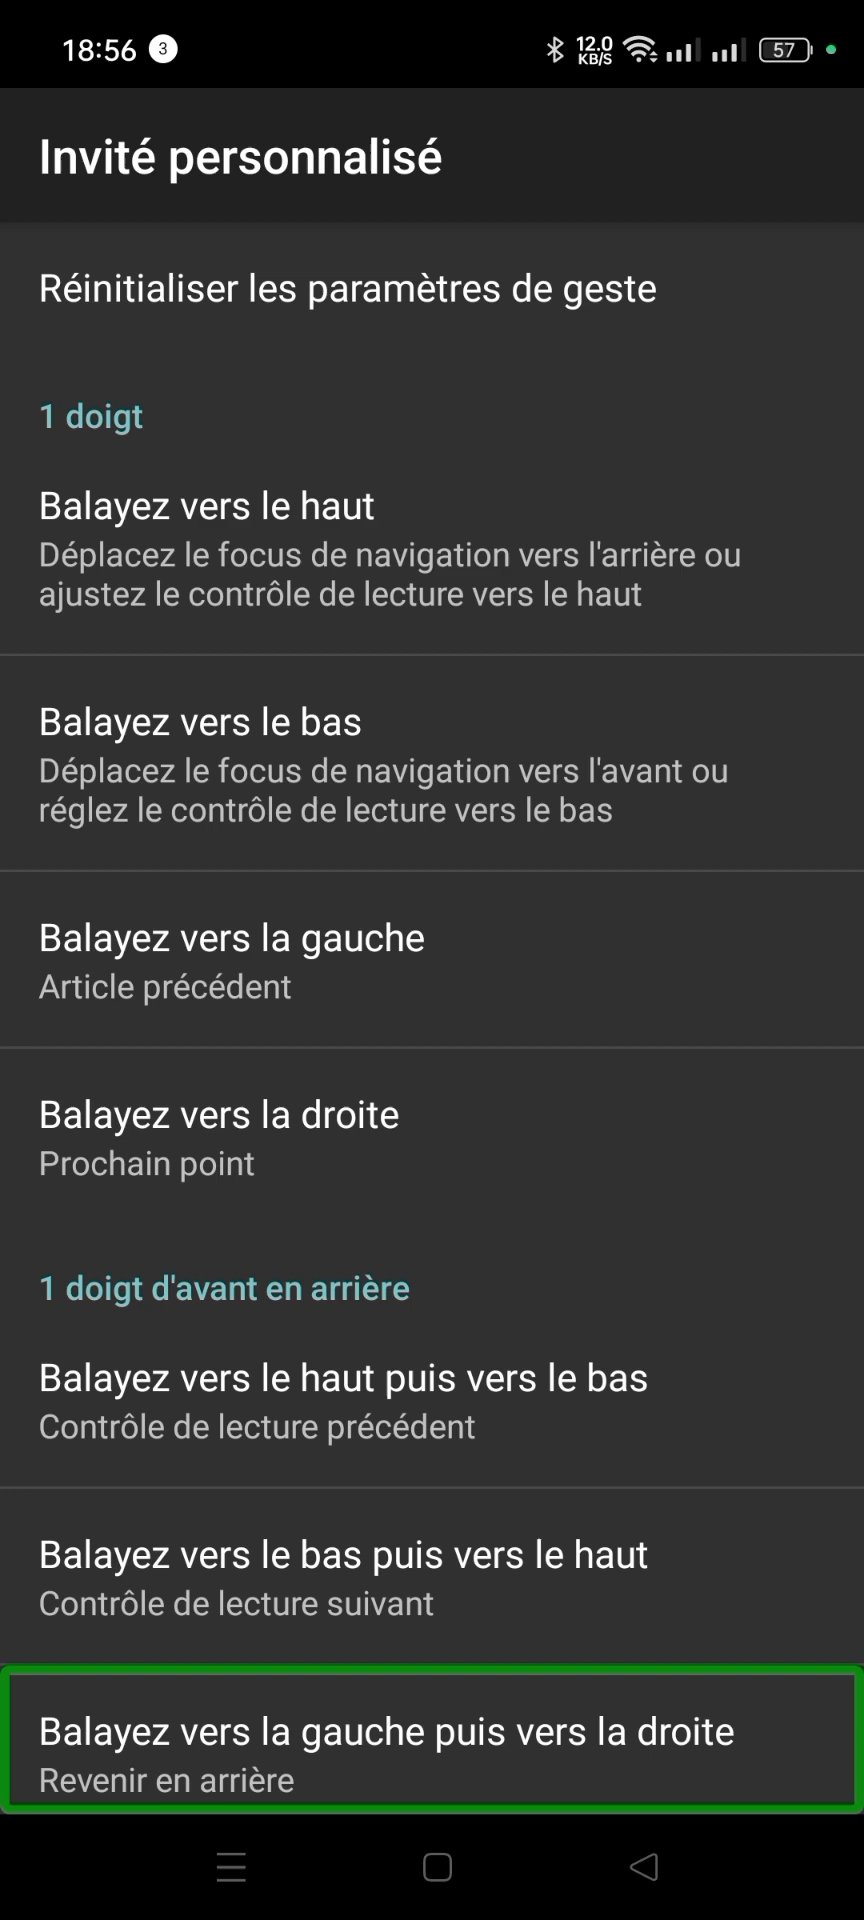 18:56 3 12.0 KB/S 57
Invité personnalisé
Réinitialiser les paramètres de geste
1 doigt
Balayez vers le haut
Déplacez le focus de navigation vers l'arrière ou
ajustez le contrôle de lecture vers le haut
Balayez vers le bas
Déplacez le focus de navigation vers l'avant ou
réglez le contrôle de lecture vers le bas
Balayez vers la gauche
Article précédent
Balayez vers la droite
Prochain point
1 doigt d'avant en arrière
Balayez vers le haut puis vers le bas
Contrôle de lecture précédent
Balayez vers le bas puis vers le haut
Contrôle de lecture suivant
Balayez vers la gauche puis vers la droite
Revenir en arrière